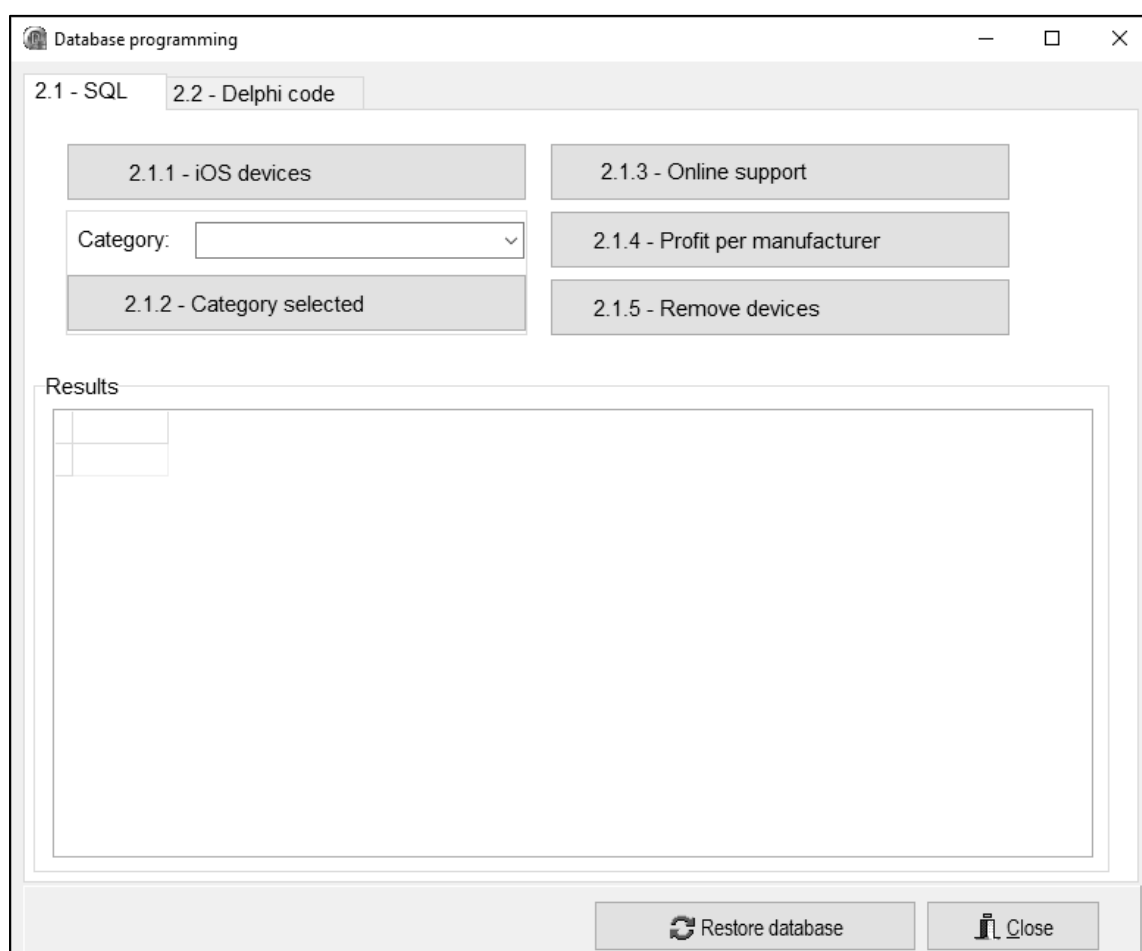 Database programming
2.1 - SQL
2.2 - Delphi code
2.1.1 - iOS devices
2.1.3 - Online support
Category:
2.1.4 - Profit per manufacturer
2.1.2 - Category selected
2.1.5 - Remove devices
Results
Restore database
Close